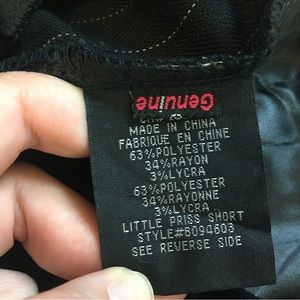 Genuine
MADE IN CHINA
FABRIQUE EN CHINE
63%POLYESTER
34%RAYON
3%LYCRA
63%POLYESTER
34%RAYONNE
3%LYCRA
LITTLE PRISS SHORT
STYLE#B094603
SEE REVERSE SIDE